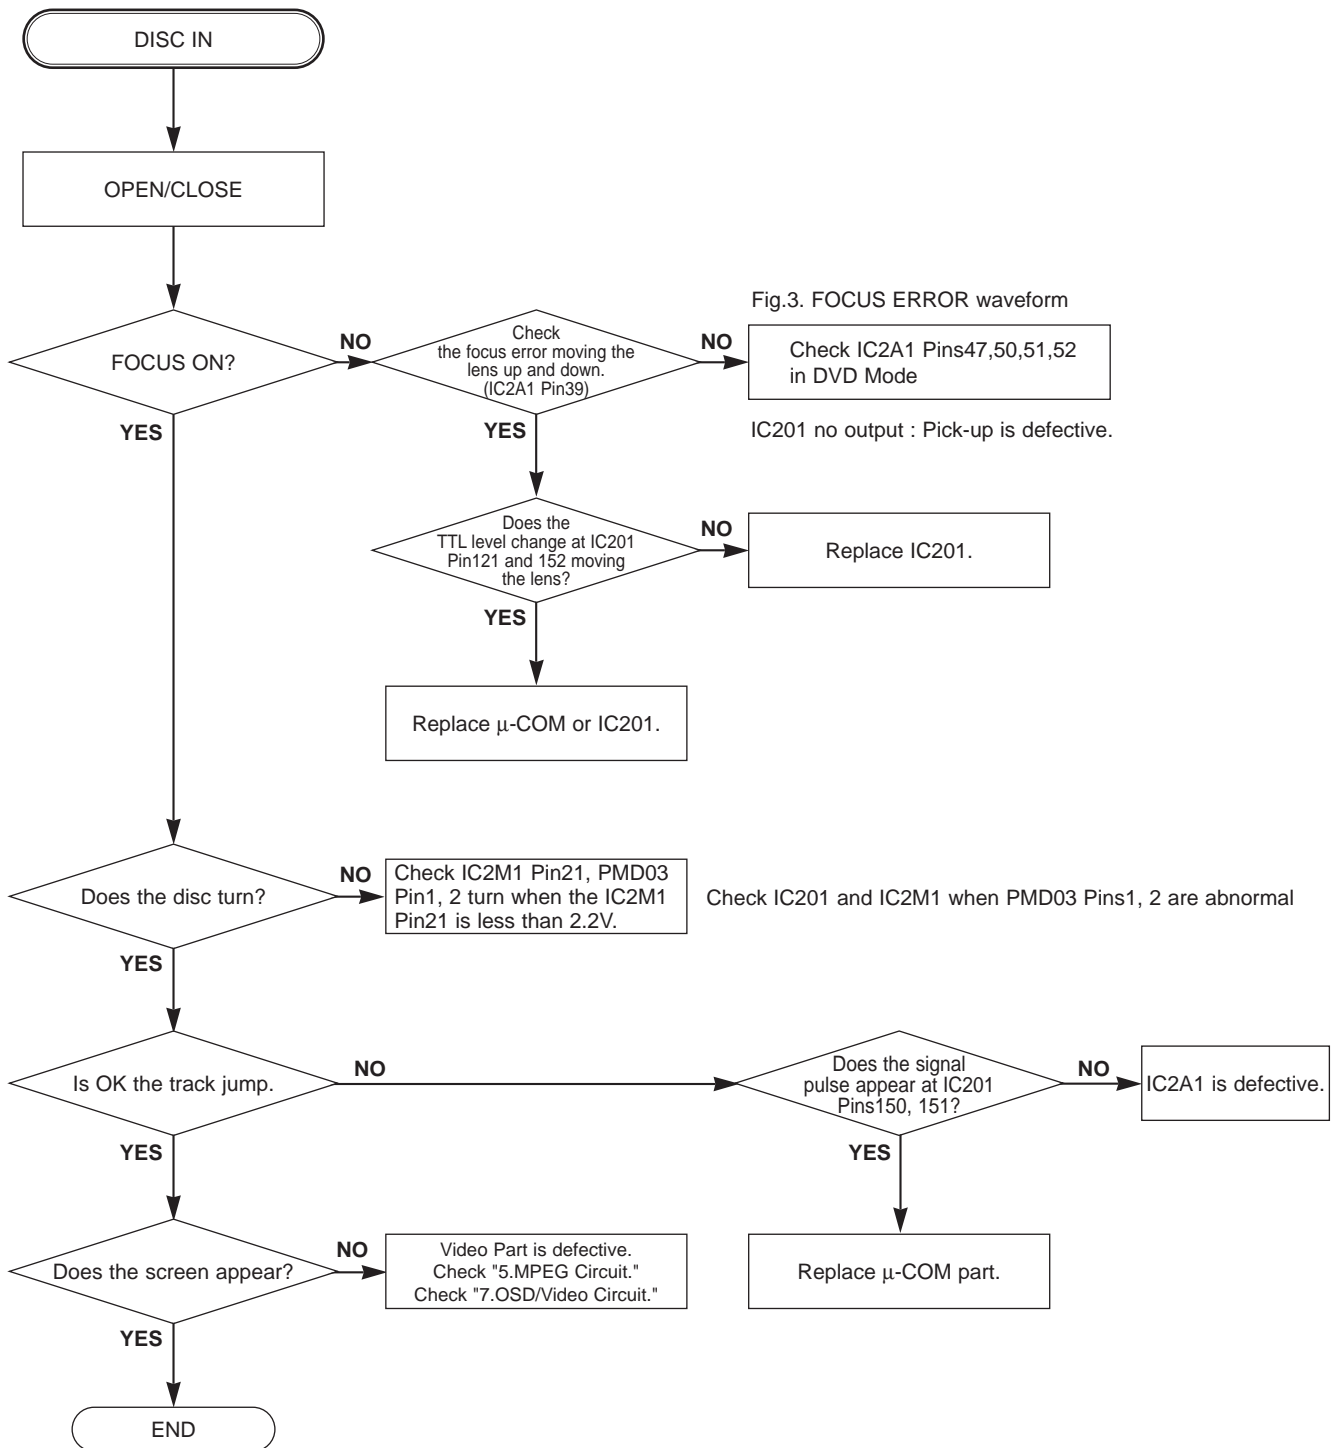 DISC IN
OPEN/CLOSE
Fig.3. FOCUS ERROR waveform
FOCUS ON?
NO
Check
the focus error moving the
lens up and down.
(IC2A1 Pin39)
NO
Check IC2A1 Pins47,50,51,52
in DVD Mode
YES
YES
IC201 no output : Pick-up is defective.
Does the
TTL level change at IC201
Pin121 and 152 moving
the lens?
NO
Replace IC201.
YES
Replace μ-COM or IC201.
Does the disc turn?
NO
Check IC2M1 Pin21, PMD03
Pin1, 2 turn when the IC2M1
Pin21 is less than 2.2V.
Check IC201 and IC2M1 when PMD03 Pins1, 2 are abnormal
YES
Is OK the track jump.
NO
Does the signal
pulse appear at IC201
Pins150, 151?
NO
IC2A1 is defective.
YES
YES
Does the screen appear?
NO
Video Part is defective.
Check "5.MPEG Circuit."
Check "7.OSD/Video Circuit."
Replace μ-COM part.
YES
END